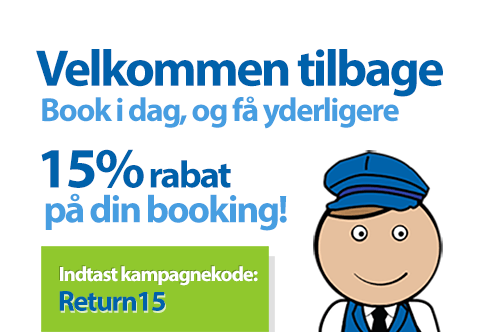 Velkommen tilbage
Book i dag, og få yderligere
15% rabat
på din booking!
Indtast kampagnekode:
Return15